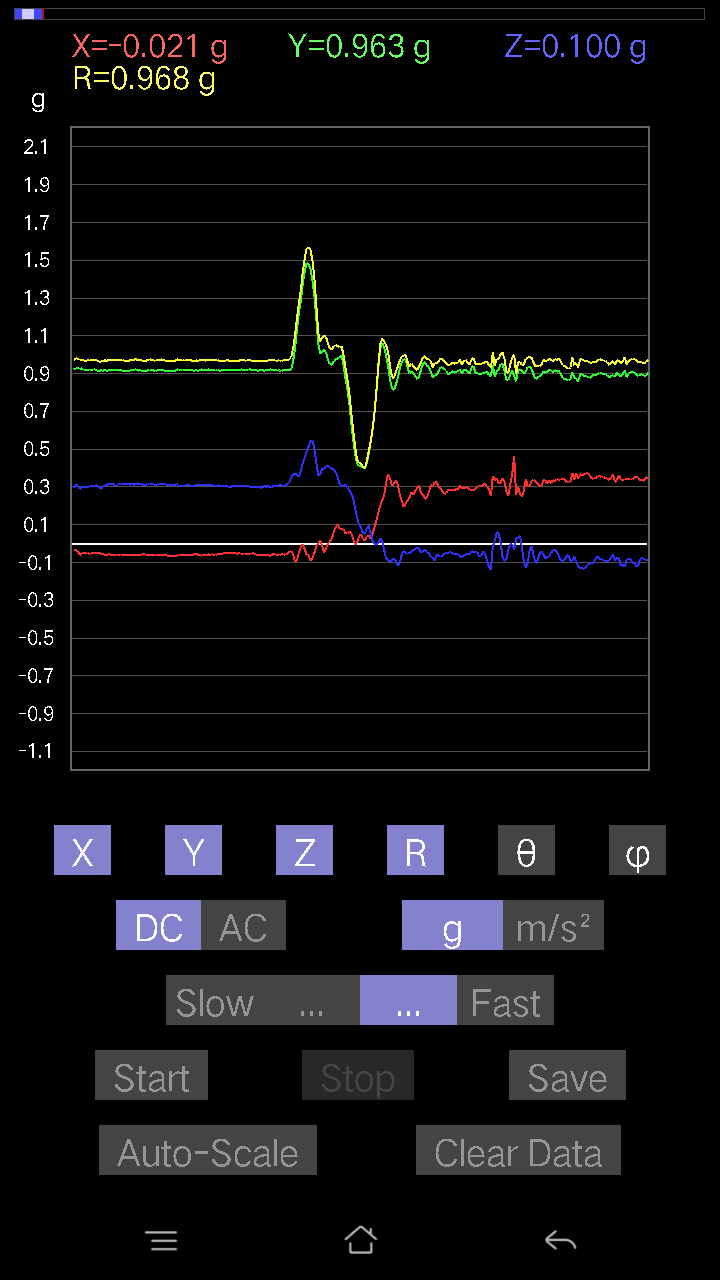 X=-0.021 g Y=0.963 g Z=0.100 g
R=0.968 g
g
2.1
1.9
1.7
1.5
1.3
1.1
0.9
0.7
0.5
0.3
0.1
-0.1
-0.3
-0.5
-0.7
-0.9
-1.1
X Y Z R θ φ
DC AC g m/s²
Slow ... ... Fast
Start Stop Save
Auto-Scale Clear Data